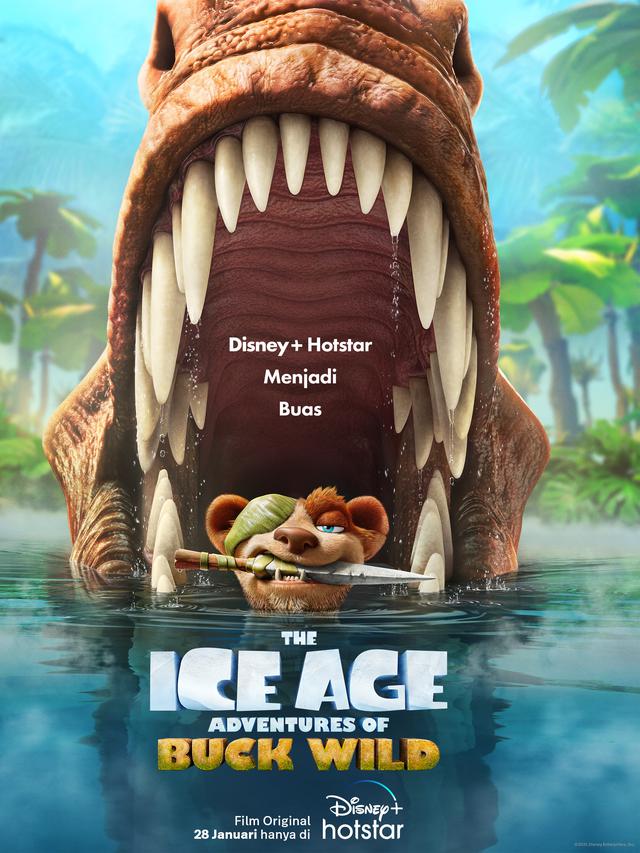 Disney+ Hotstar
Menjadi
Buas
THE
ICE AGE
ADVENTURES OF
BUCK WILD
Film Original
28 Januari hanya di
Disney+
hotstar